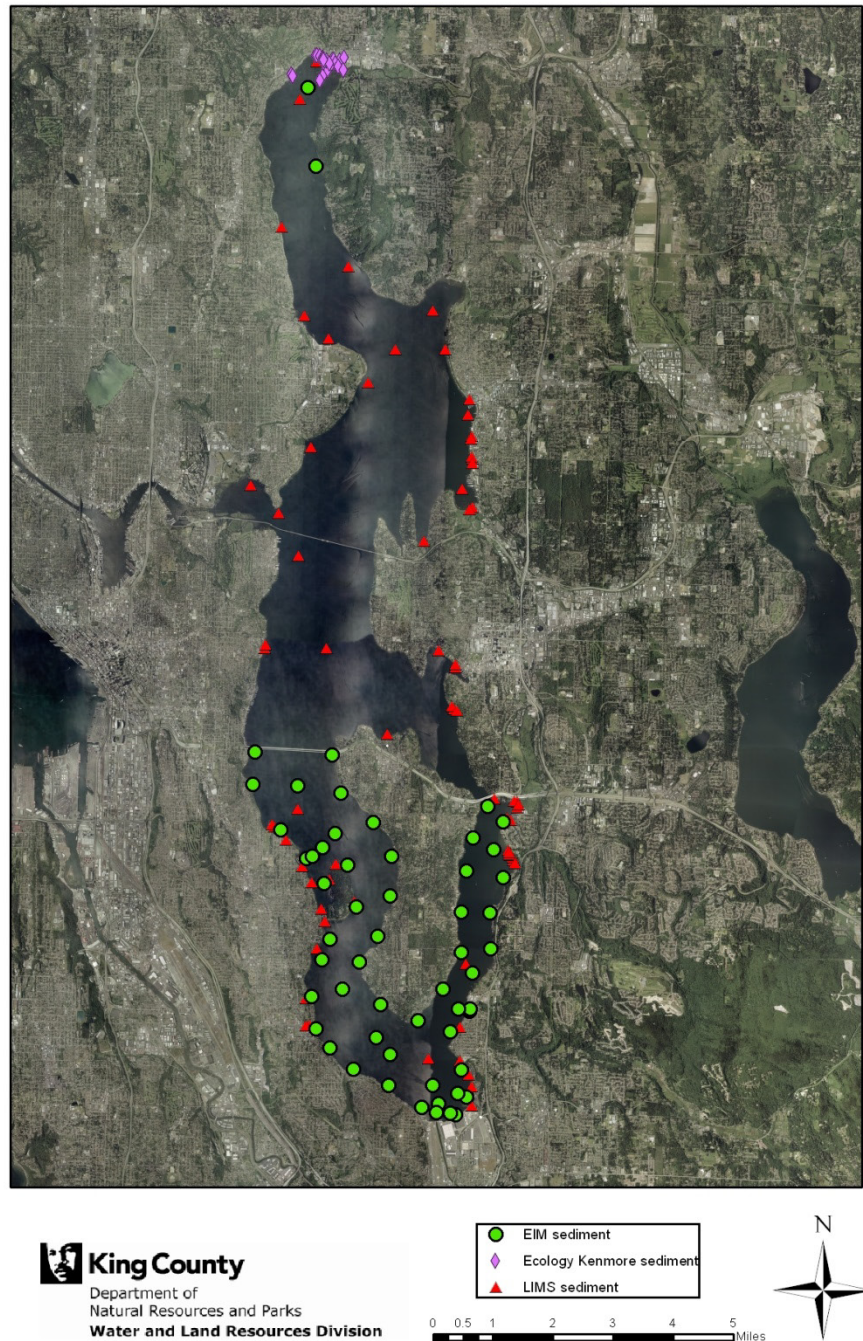 EIM sediment
Ecology Kenmore sediment
LIMS sediment
N
King County
Department of
Natural Resources and Parks
Water and Land Resources Division
0 0.5 1 2 3 4 5
Miles